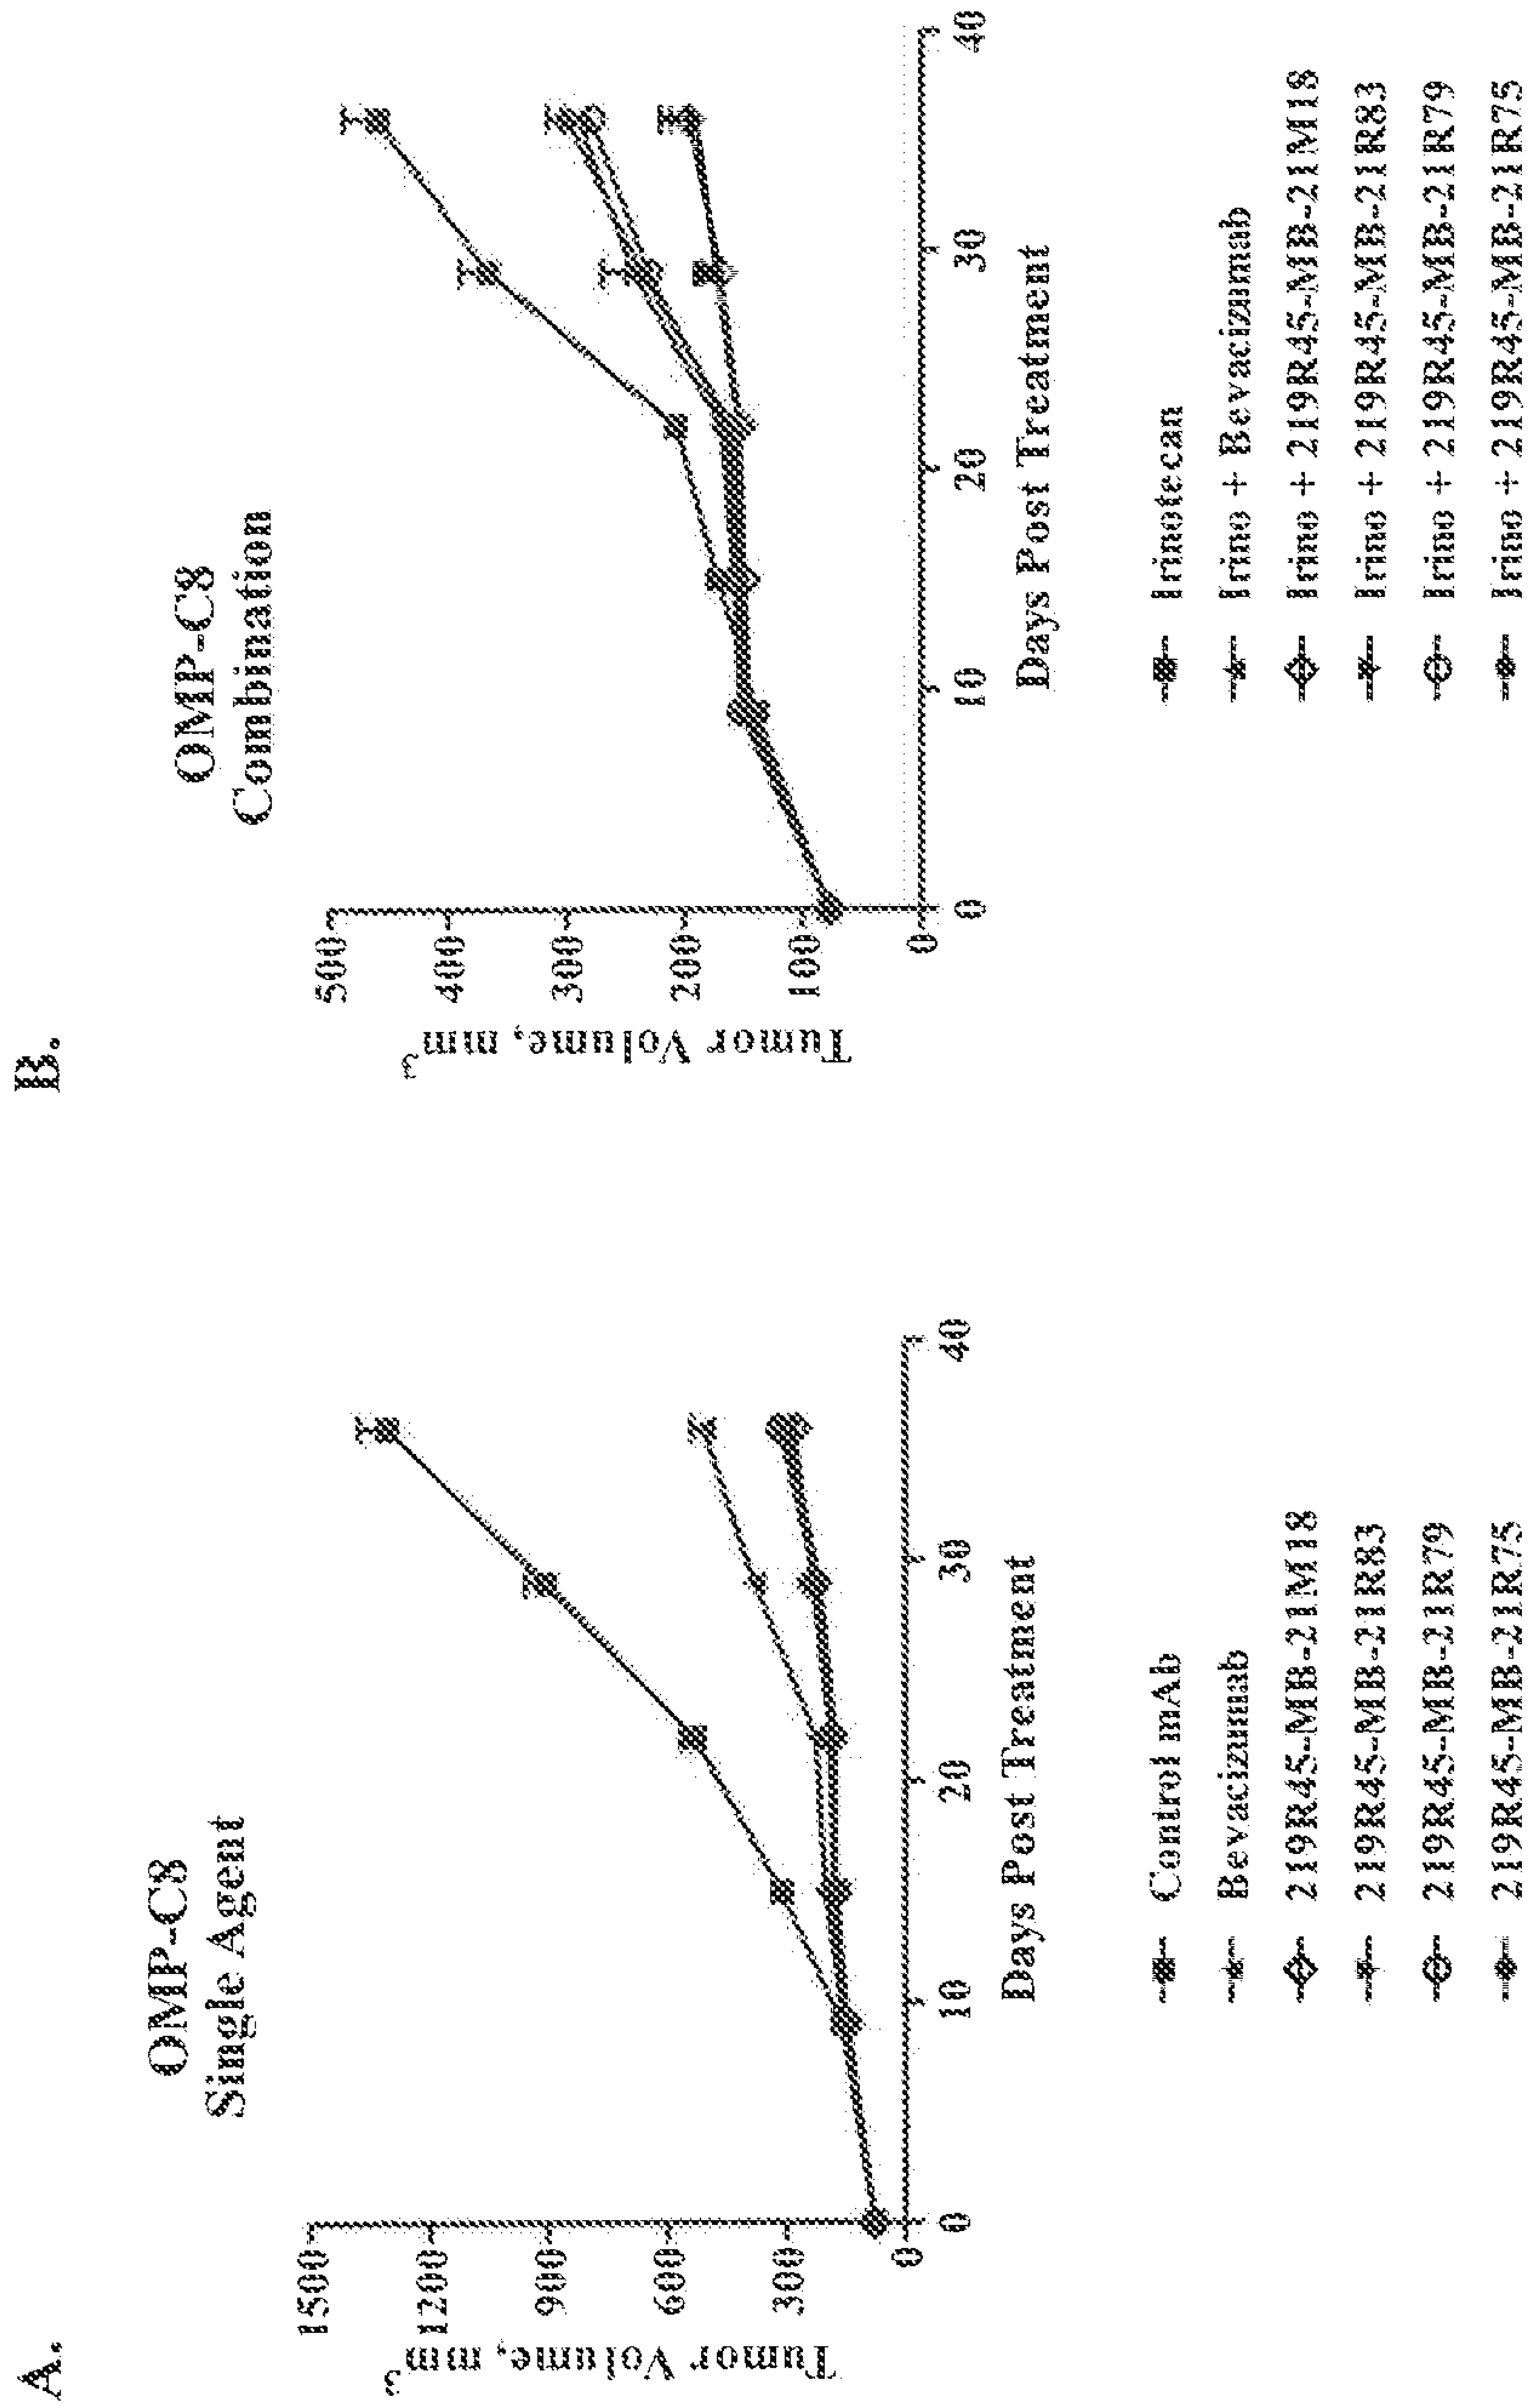 A.
OMP-C8
Single Agent
Tumor Volume, mm3
1500
1200
900
600
300
0
0
10
20
30
40
Days Post Treatment
Control mAb
Bevacizumab
219R45-MB-21M18
219R45-MB-21R83
219R45-MB-21R79
219R45-MB-21R75
B.
OMP-C8
Combination
Tumor Volume, mm3
500
400
300
200
100
0
0
10
20
30
40
Days Post Treatment
Irinotecan
Irino + Bevacizumab
Irino + 219R45-MB-21M18
Irino + 219R45-MB-21R83
Irino + 219R45-MB-21R79
Irino + 219R45-MB-21R75